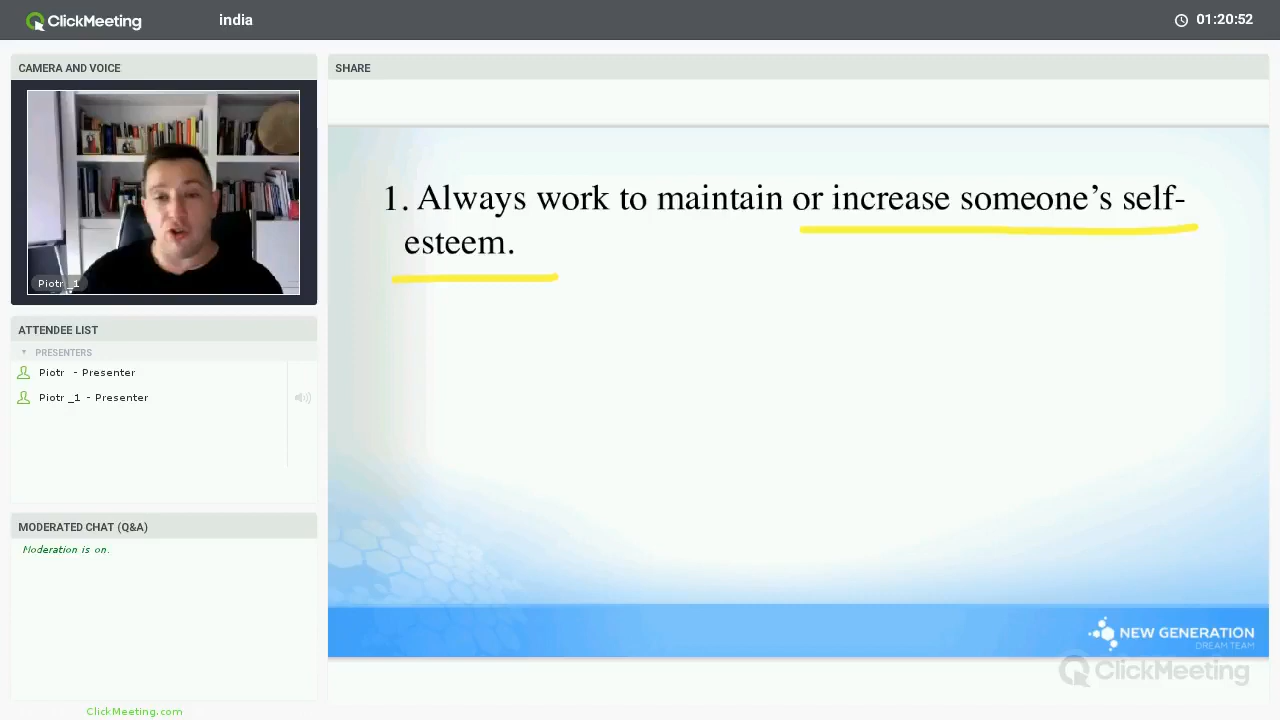 ClickMeeting
india
01:20:52
CAMERA AND VOICE
Piotr _1
ATTENDEE LIST
PRESENTERS
Piotr - Presenter
Piotr _1 - Presenter
MODERATED CHAT (Q&A)
Moderation is on.
ClickMeeting.com
SHARE
1. Always work to maintain or increase someone’s self-
esteem.
NEW GENERATION
DREAM TEAM
ClickMeeting